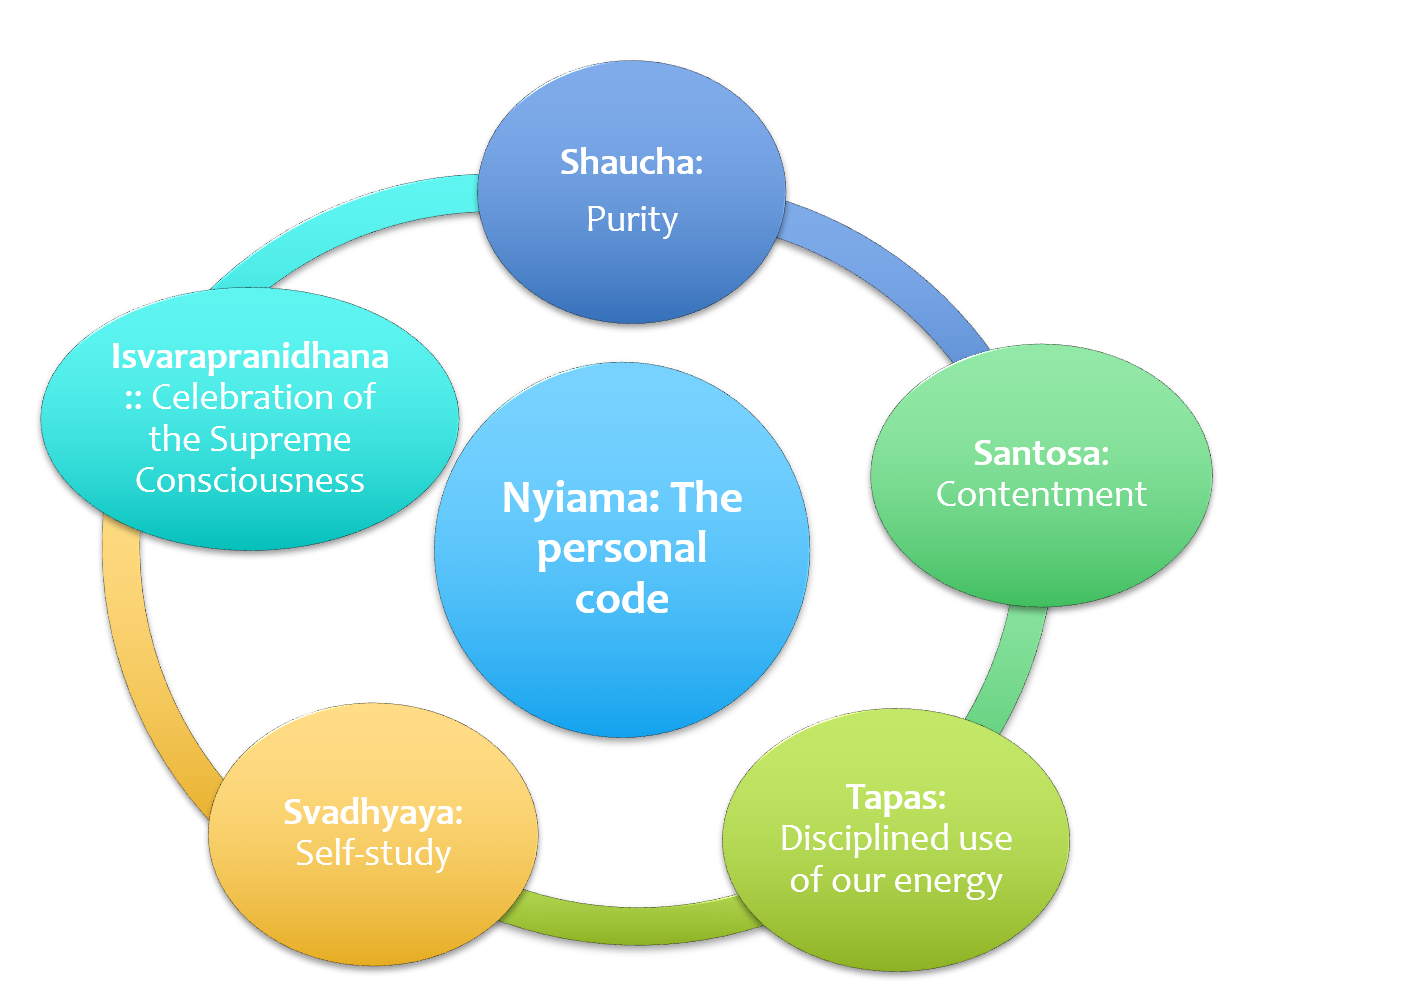 Shaucha:
Purity
Santosa:
Contentment
Tapas:
Disciplined use
of our energy
Svadhyaya:
Self-study
Isvarapranidhana
:: Celebration of
the Supreme
Consciousness
Nyiama: The
personal
code